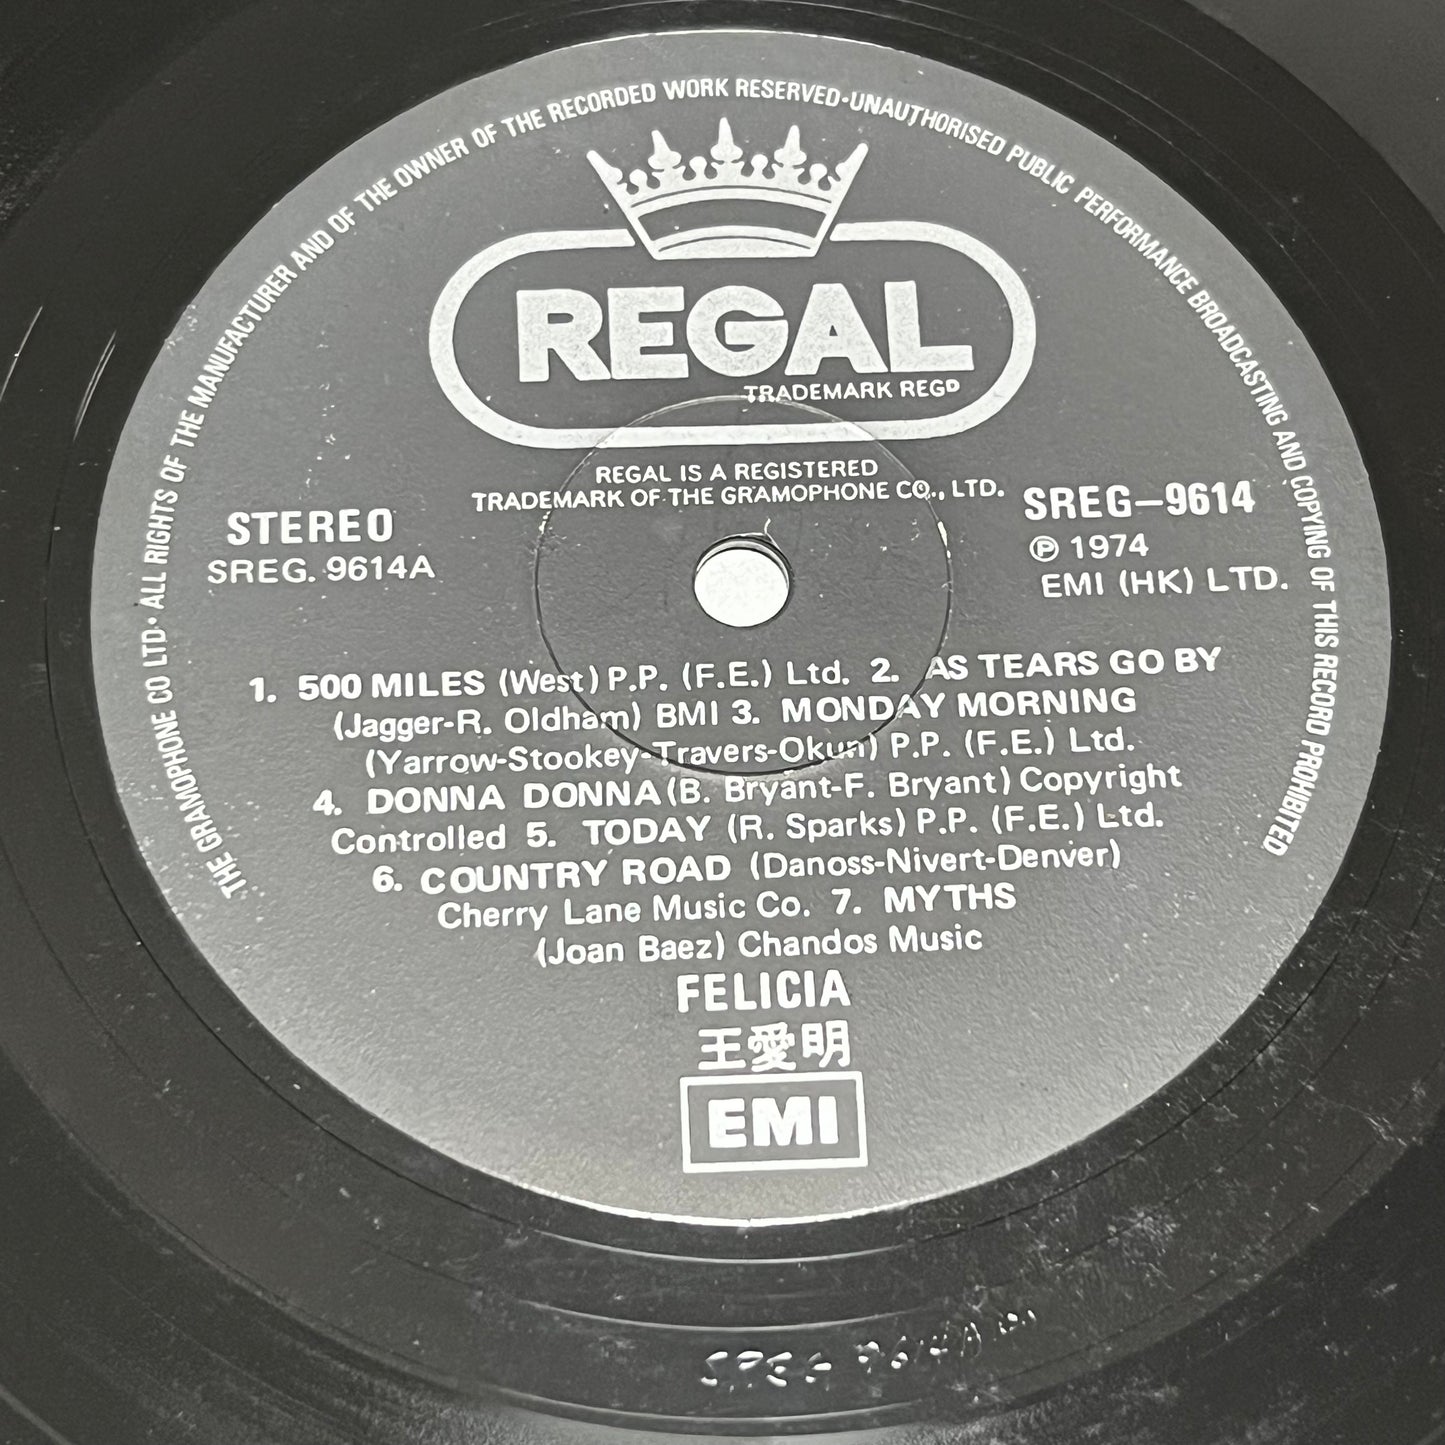 THE GRAMOPHONE CO LTD• ALL RIGHTS OF THE MANUFACTURER AND OF THE OWNER OF THE RECORDED WORK RESERVED•UNAUTHORISED PUBLIC PERFORMANCE BROADCASTING AND COPYING OF THIS RECORD PROHIBITED
REGAL
TRADEMARK REGD
REGAL IS A REGISTERED
TRADEMARK OF THE GRAMOPHONE CO., LTD.
STEREO
SREG. 9614A
SREG–9614
℗ 1974
EMI (HK) LTD.
1. 500 MILES (West) P.P. (F.E.) Ltd. 2. AS TEARS GO BY
(Jagger-R. Oldham) BMI 3. MONDAY MORNING
(Yarrow-Stookey-Travers-Okun) P.P. (F.E.) Ltd.
4. DONNA DONNA (B. Bryant-F. Bryant) Copyright
Controlled 5. TODAY (R. Sparks) P.P. (F.E.) Ltd.
6. COUNTRY ROAD (Danoss-Nivert-Denver)
Cherry Lane Music Co. 7. MYTHS
(Joan Baez) Chandos Music
FELICIA
王愛明
EMI
SREG 9614A